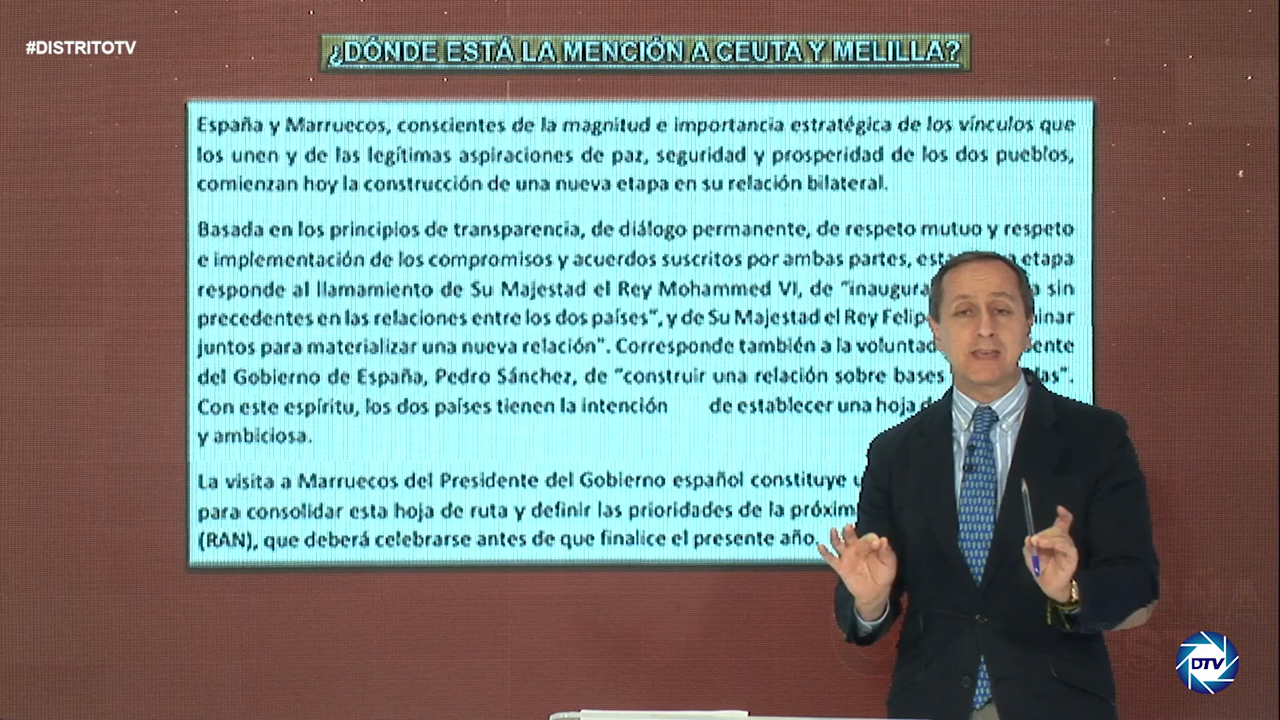 #DISTRITOTV
¿DÓNDE ESTÁ LA MENCIÓN A CEUTA Y MELILLA?
España y Marruecos, conscientes de la magnitud e importancia estratégica de los vínculos que
los unen y de las legítimas aspiraciones de paz, seguridad y prosperidad de los dos pueblos,
comienzan hoy la construcción de una nueva etapa en su relación bilateral.
Basada en los principios de transparencia, de diálogo permanente, de respeto mutuo y respeto
e implementación de los compromisos y acuerdos suscritos por ambas partes, etapa
responde al llamamiento de Su Majestad el Rey Mohammed VI, de "inaugura sin
precedentes en las relaciones entre los dos países", y de Su Majestad el Rey Felip
juntos para materializar una nueva relación". Corresponde también a la voluntad
del Gobierno de España, Pedro Sánchez, de "construir una relación sobre bases
Con este espíritu, los dos países tienen la intención de establecer una hoja
y ambiciosa.
La visita a Marruecos del Presidente del Gobierno español constituye
para consolidar esta hoja de ruta y definir las prioridades de la próxim
(RAN), que deberá celebrarse antes de que finalice el presente año.
DTV